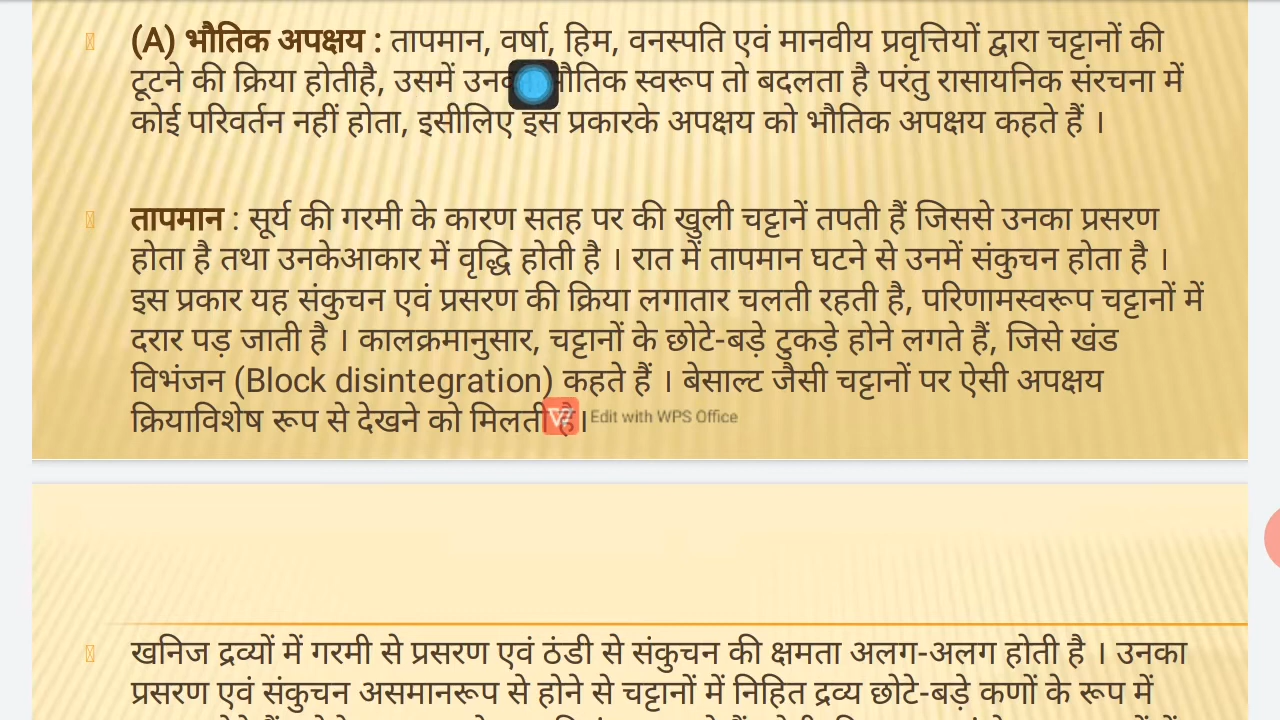 (A) भौतिक अपक्षय : तापमान, वर्षा, हिम, वनस्पति एवं मानवीय प्रवृत्तियों द्वारा चट्टानों की
टूटने की क्रिया होतीहै, उसमें स्वरूप तो बदलता है परंतु रासायनिक संरचना में
कोई परिवर्तन नहीं होता, इसीलिए इस प्रकारके अपक्षय को भौतिक अपक्षय कहते हैं ।
तापमान : सूर्य की गरमी के कारण सतह पर की खुली चट्टानें तपती हैं जिससे उनका प्रसरण
होता है तथा उनकेआकार में वृद्धि होती है । रात में तापमान घटने से उनमें संकुचन होता है ।
इस प्रकार यह संकुचन एवं प्रसरण की क्रिया लगातार चलती रहती है, परिणामस्वरूप चट्टानों में
दरार पड़ जाती है । कालक्रमानुसार, चट्टानों के छोटे-बड़े टुकड़े होने लगते हैं, जिसे खंड
विभंजन (Block disintegration) कहते हैं । बेसाल्ट जैसी चट्टानों पर ऐसी अपक्षय
क्रियाविशेष रूप से देखने को मिलती है।
Edit with WPS Office
खनिज द्रव्यों में गरमी से प्रसरण एवं ठंडी से संकुचन की क्षमता अलग-अलग होती है । उनका
प्रसरण एवं संकुचन असमानरूप से होने से चट्टानों में निहित द्रव्य छोटे-बड़े कणों के रूप में